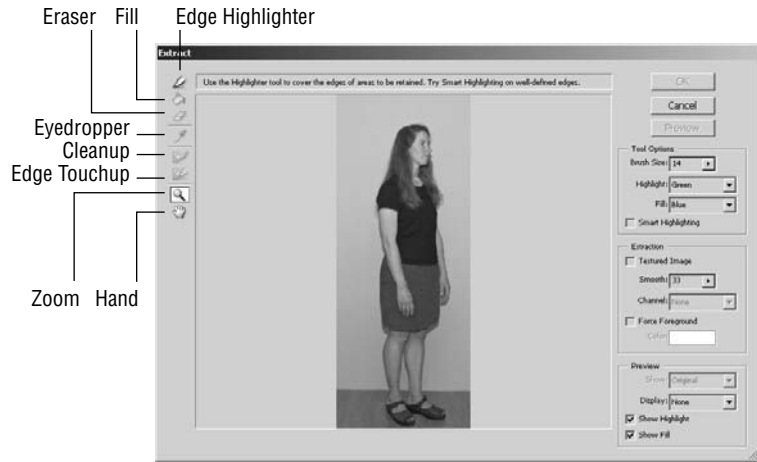 Eraser Fill Edge Highlighter
Extract
Use the Highlighter tool to cover the edges of areas to be retained. Try Smart Highlighting on well-defined edges.
OK
Cancel
Preview
Eyedropper
Cleanup
Edge Touchup
Zoom Hand
Tool Options
Brush Size: 14
Highlight: Green
Fill: Blue
Smart Highlighting
Extraction
Textured Image
Smooth: 33
Channel: None
Force Foreground
Color:
Preview
Show: Original
Display: None
Show Highlight
Show Fill